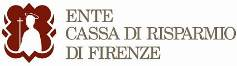 ENTE
CASSA DI RISPARMIO
DI FIRENZE